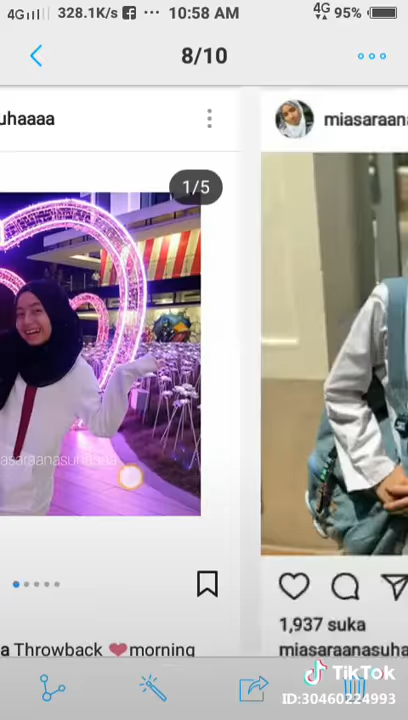 4G 328.1K/s ... 10:58 AM 4G 95%
8/10
uhaaaa
miasaraana
1/5
asaraanasuhaaaa
1,937 suka
a Throwback ❤morning
miasaraanasuha
TikTok
ID:30460224993